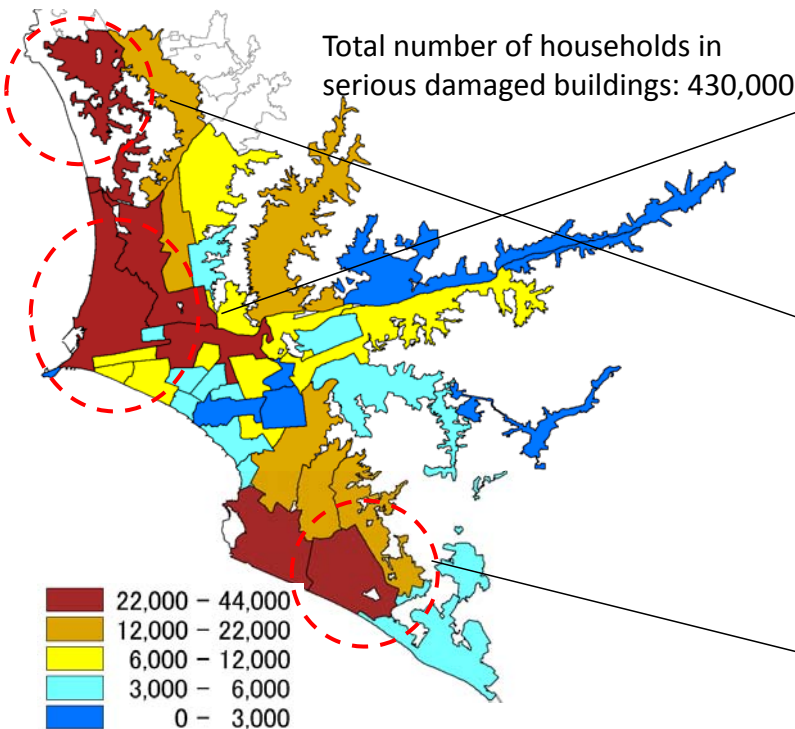 Total number of households in
serious damaged buildings: 430,000
22,000 – 44,000
12,000 – 22,000
6,000 – 12,000
3,000 – 6,000
0 – 3,000